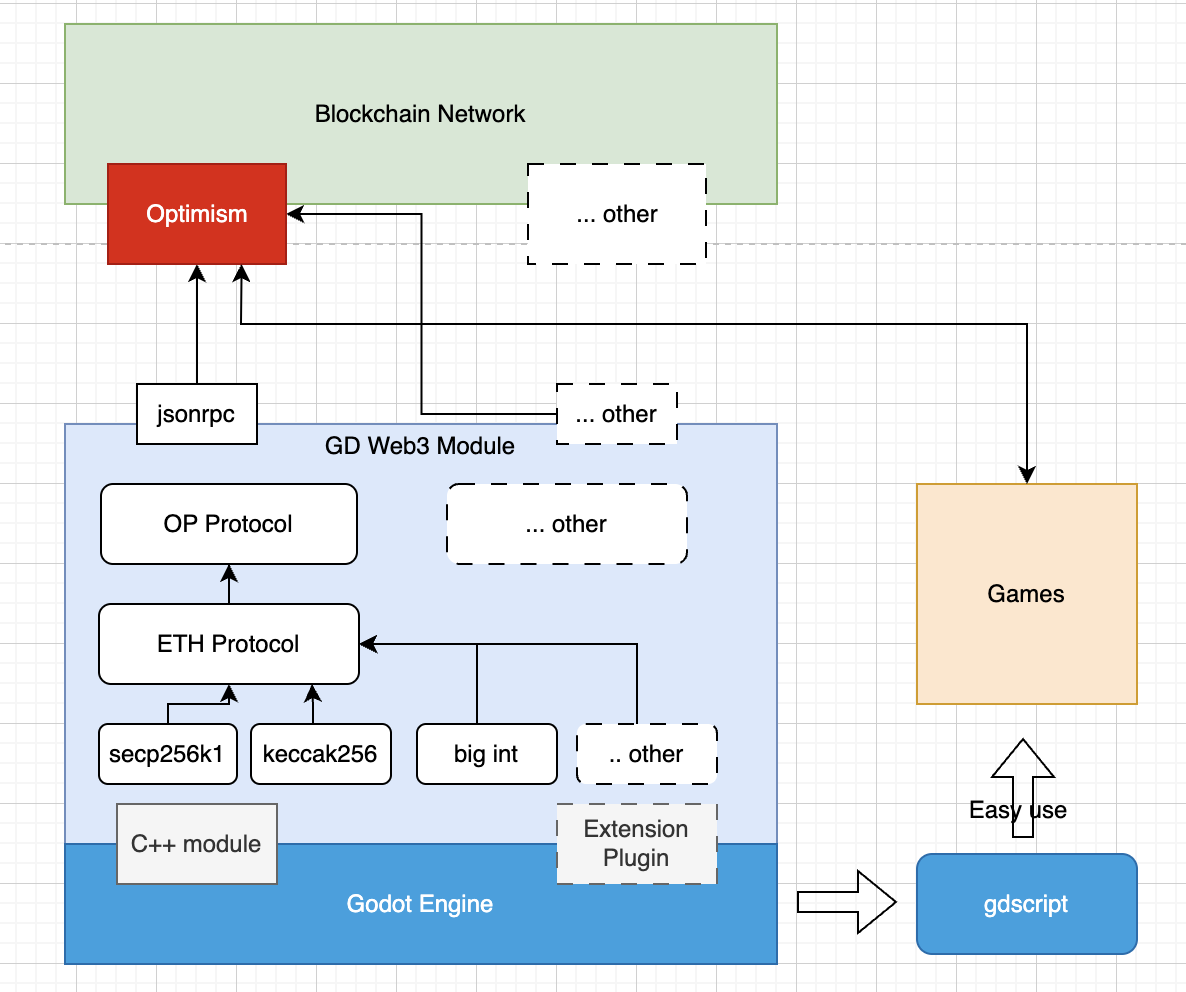 Blockchain Network
Optimism
... other
jsonrpc
... other
GD Web3 Module
OP Protocol
... other
ETH Protocol
Games
secp256k1
keccak256
big int
.. other
Easy use
C++ module
Extension
Plugin
Godot Engine
gdscript